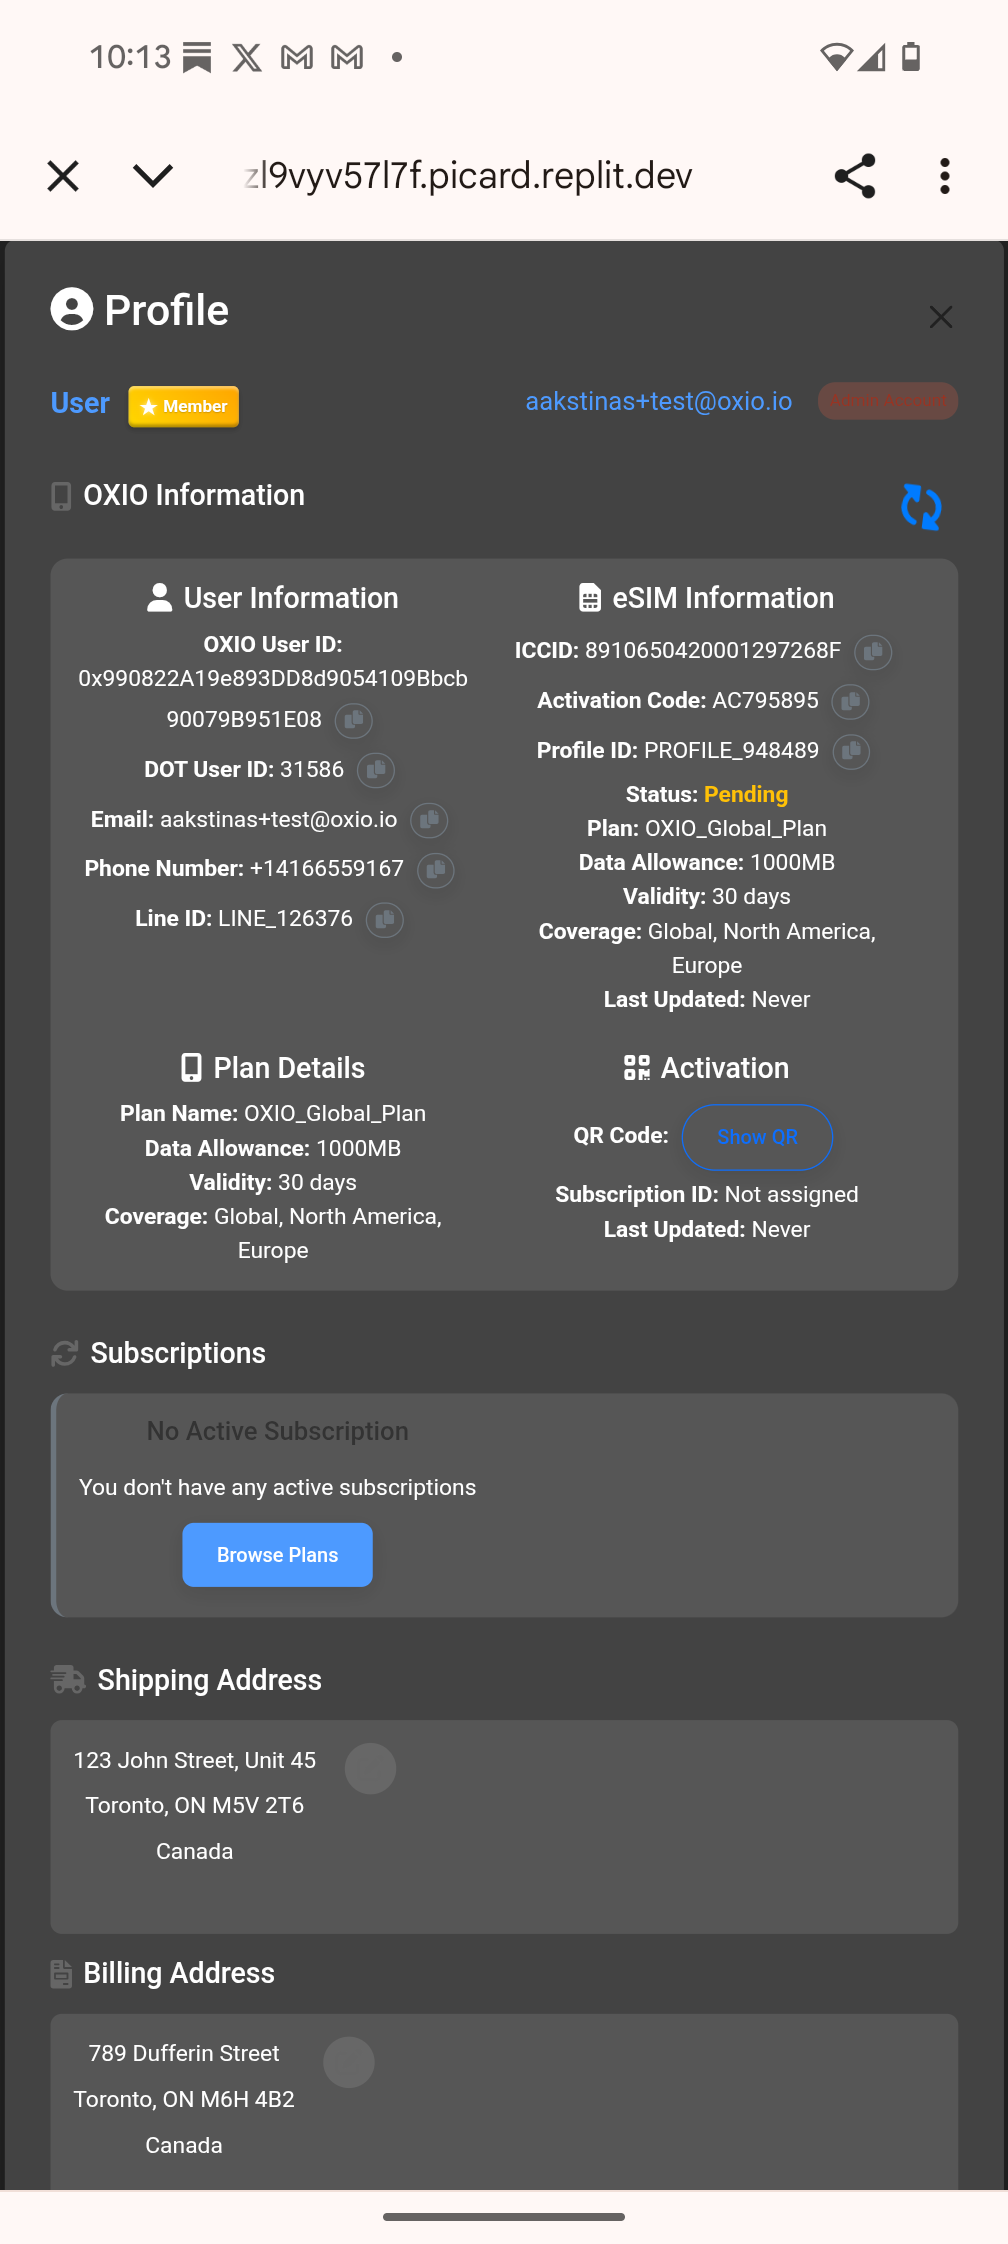 10:13
zl9vyv57l7f.picard.replit.dev
Profile
User
Member
aakstinas+test@oxio.io
OXIO Information
User Information
OXIO User ID:
0x990822A19e893DD8d9054109Bbcb
90079B951E08
DOT User ID: 31586
Email: aakstinas+test@oxio.io
Phone Number: +14166559167
Line ID: LINE_126376
eSIM Information
ICCID: 8910650420001297268F
Activation Code: AC795895
Profile ID: PROFILE_948489
Status: Pending
Plan: OXIO_Global_Plan
Data Allowance: 1000MB
Validity: 30 days
Coverage: Global, North America,
Europe
Last Updated: Never
Plan Details
Plan Name: OXIO_Global_Plan
Data Allowance: 1000MB
Validity: 30 days
Coverage: Global, North America,
Europe
Activation
QR Code:
Show QR
Subscription ID: Not assigned
Last Updated: Never
Subscriptions
No Active Subscription
You don't have any active subscriptions
Browse Plans
Shipping Address
123 John Street, Unit 45
Toronto, ON M5V 2T6
Canada
Billing Address
789 Dufferin Street
Toronto, ON M6H 4B2
Canada